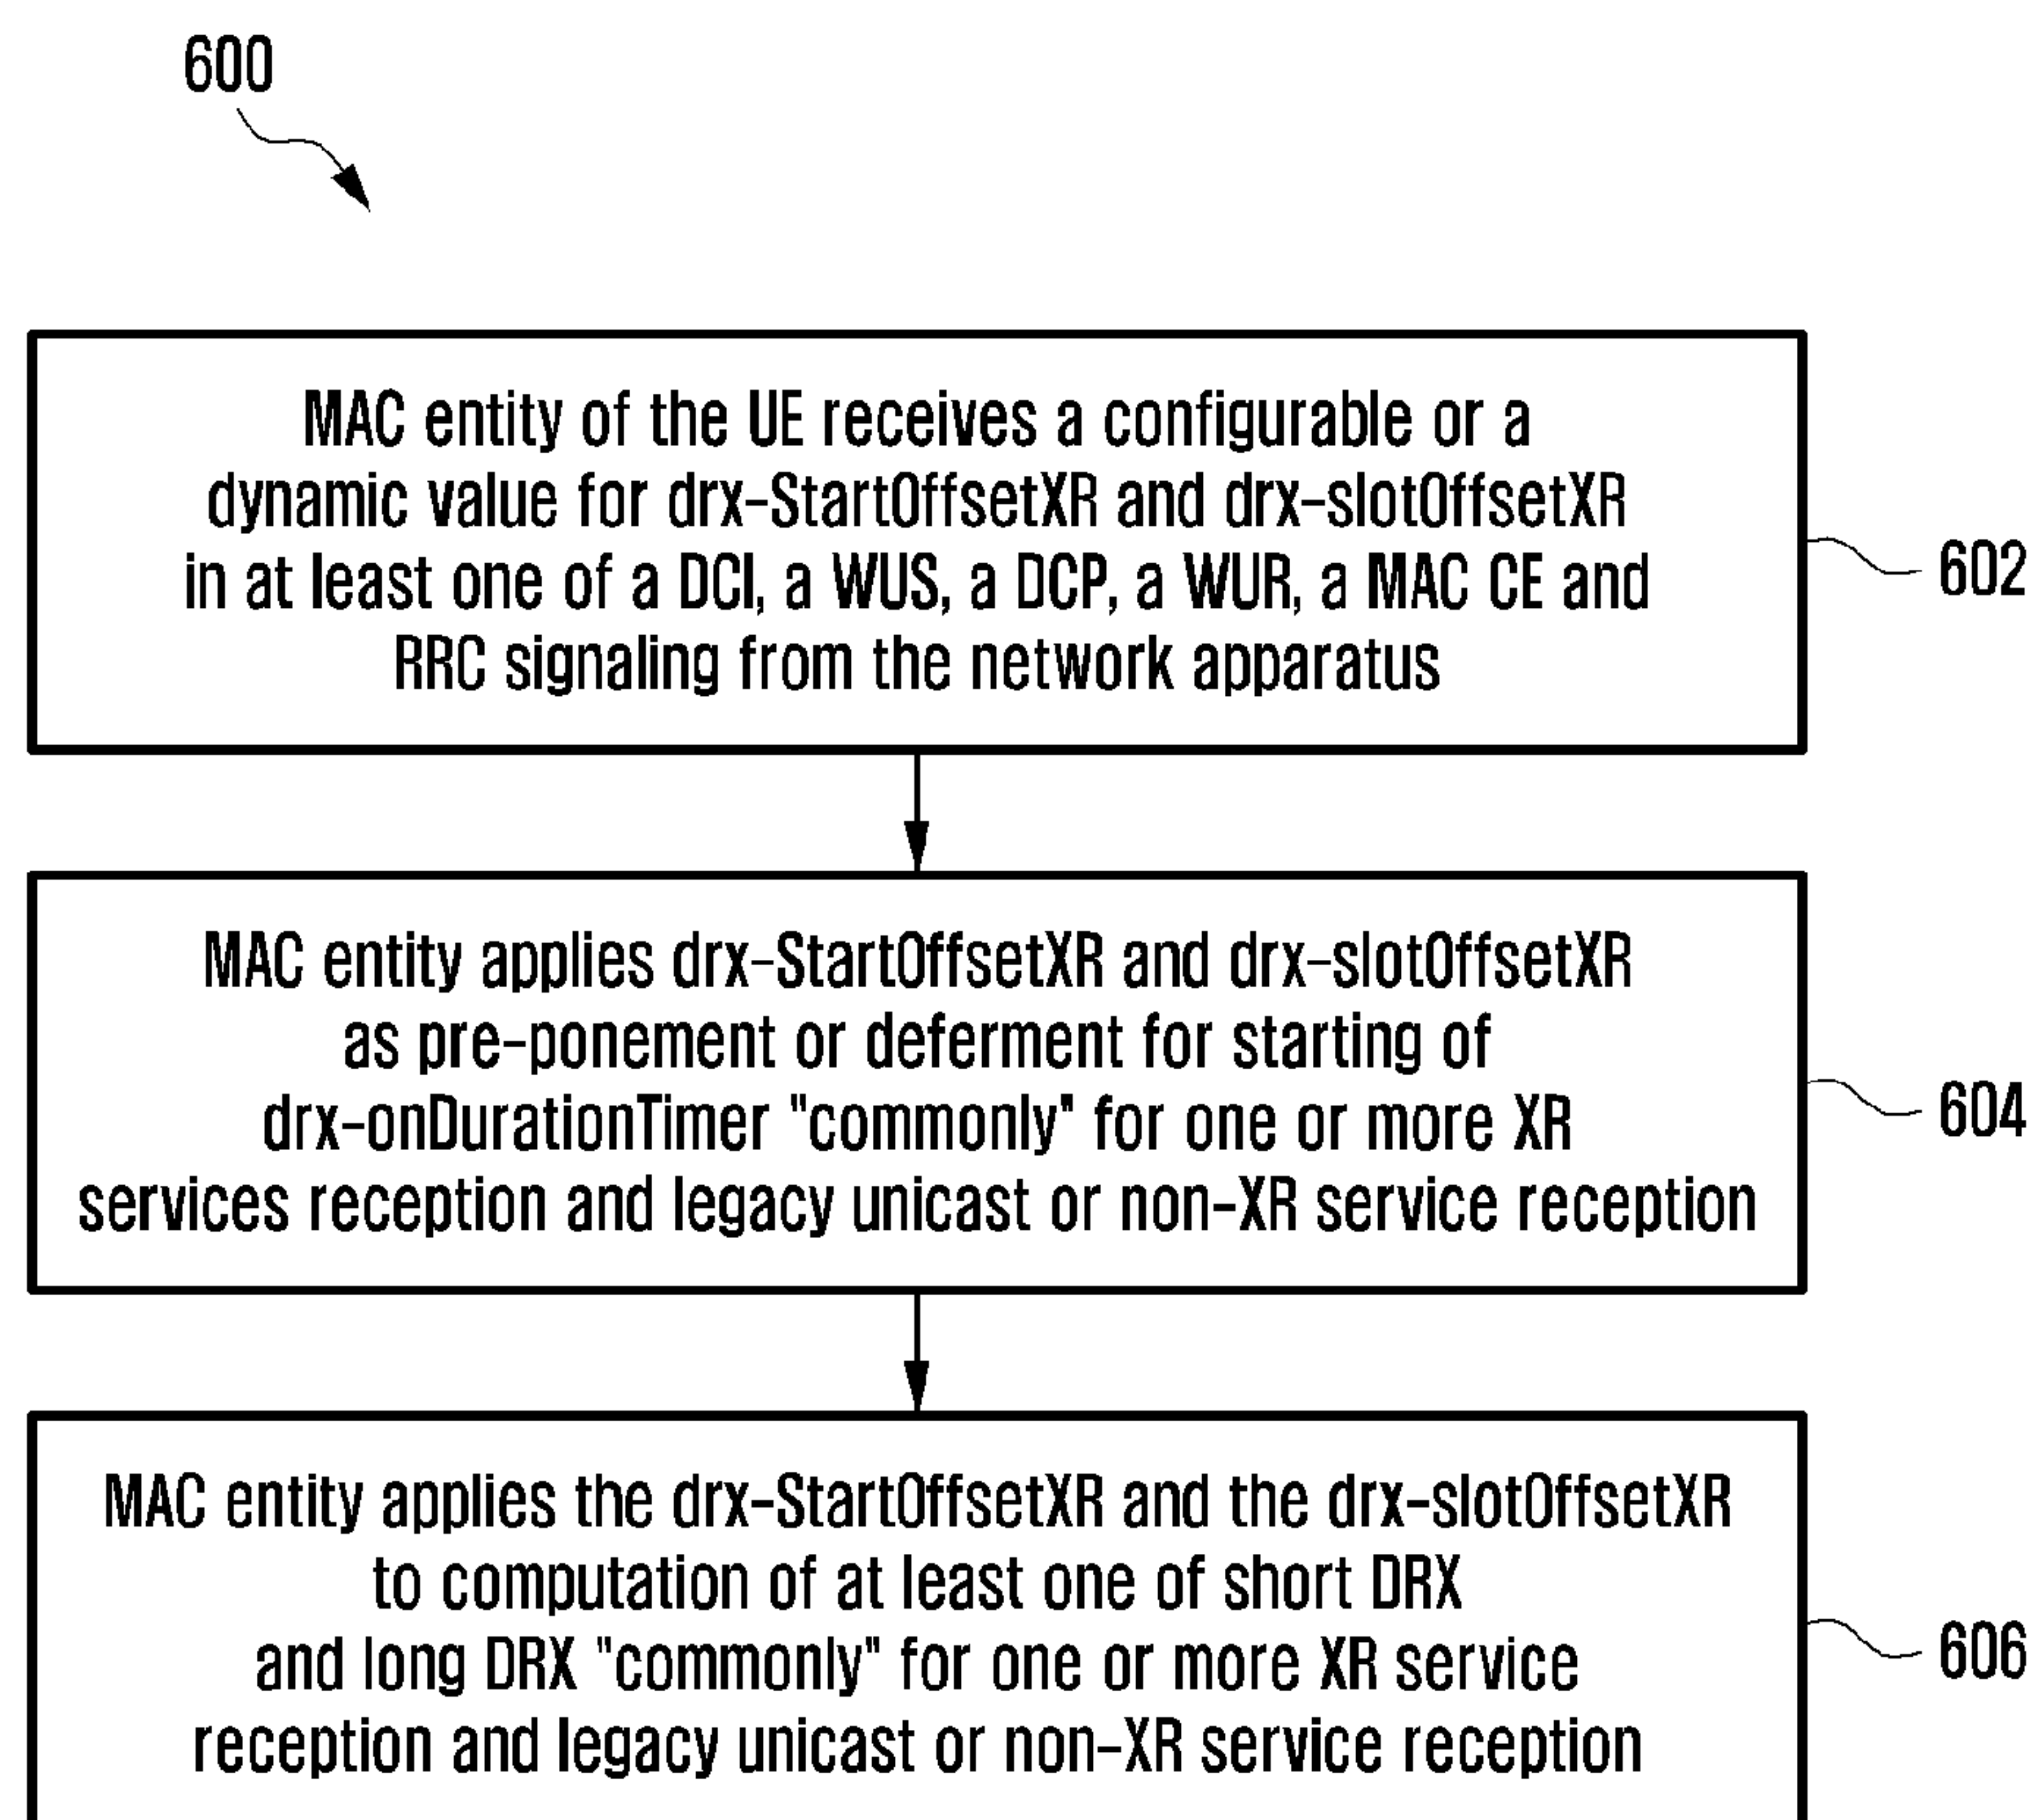 600
MAC entity of the UE receives a configurable or a
dynamic value for drx-StartOffsetXR and drx-slotOffsetXR
in at least one of a DCI, a WUS, a DCP, a WUR, a MAC CE and
RRC signaling from the network apparatus
602
MAC entity applies drx-StartOffsetXR and drx-slotOffsetXR
as pre-ponement or deferment for starting of
drx-onDurationTimer "commonly" for one or more XR
services reception and legacy unicast or non-XR service reception
604
MAC entity applies the drx-StartOffsetXR and the drx-slotOffsetXR
to computation of at least one of short DRX
and long DRX "commonly" for one or more XR service
reception and legacy unicast or non-XR service reception
606